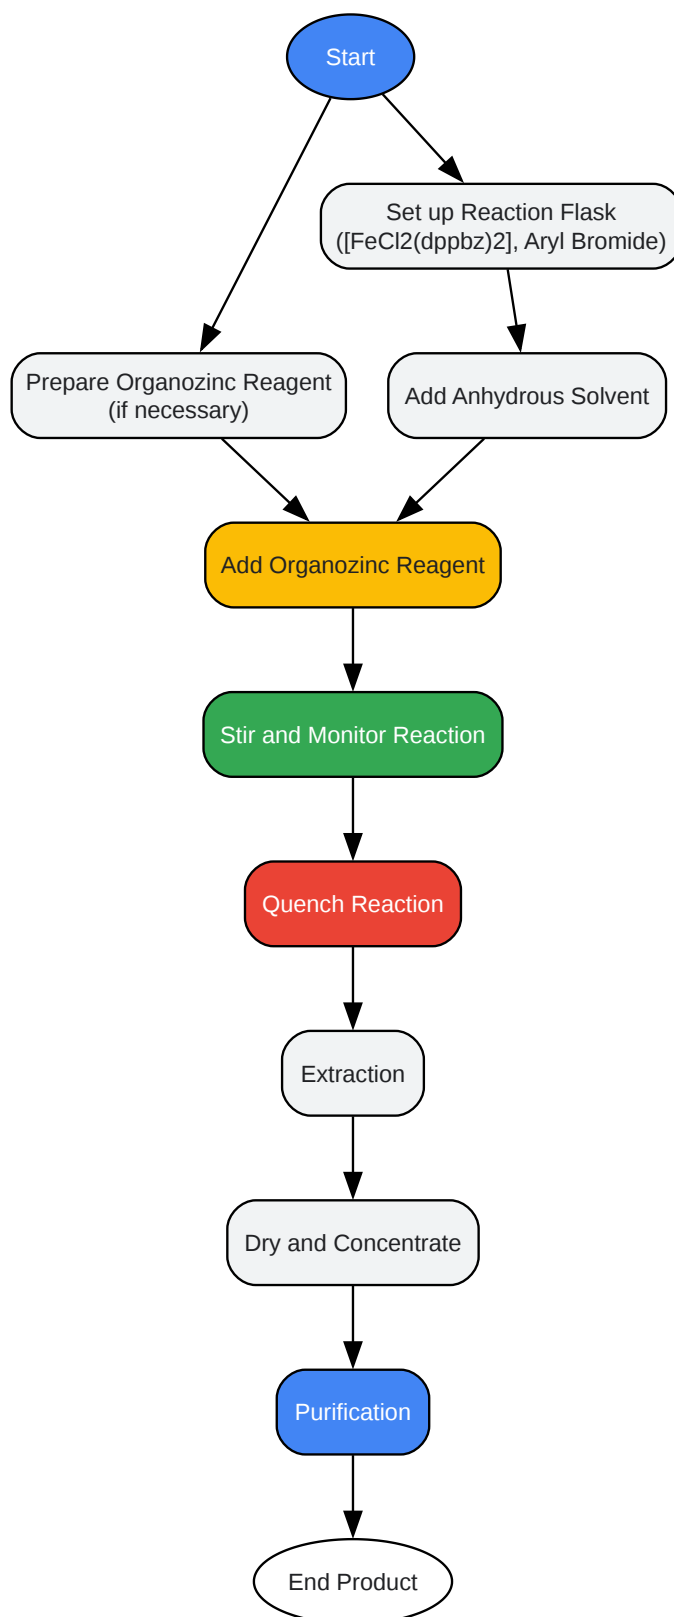 Start
Set up Reaction Flask
([FeCl2(dppbz)2], Aryl Bromide)
Prepare Organozinc Reagent
(if necessary)
Add Anhydrous Solvent
Add Organozinc Reagent
Stir and Monitor Reaction
Quench Reaction
Extraction
Dry and Concentrate
Purification
End Product